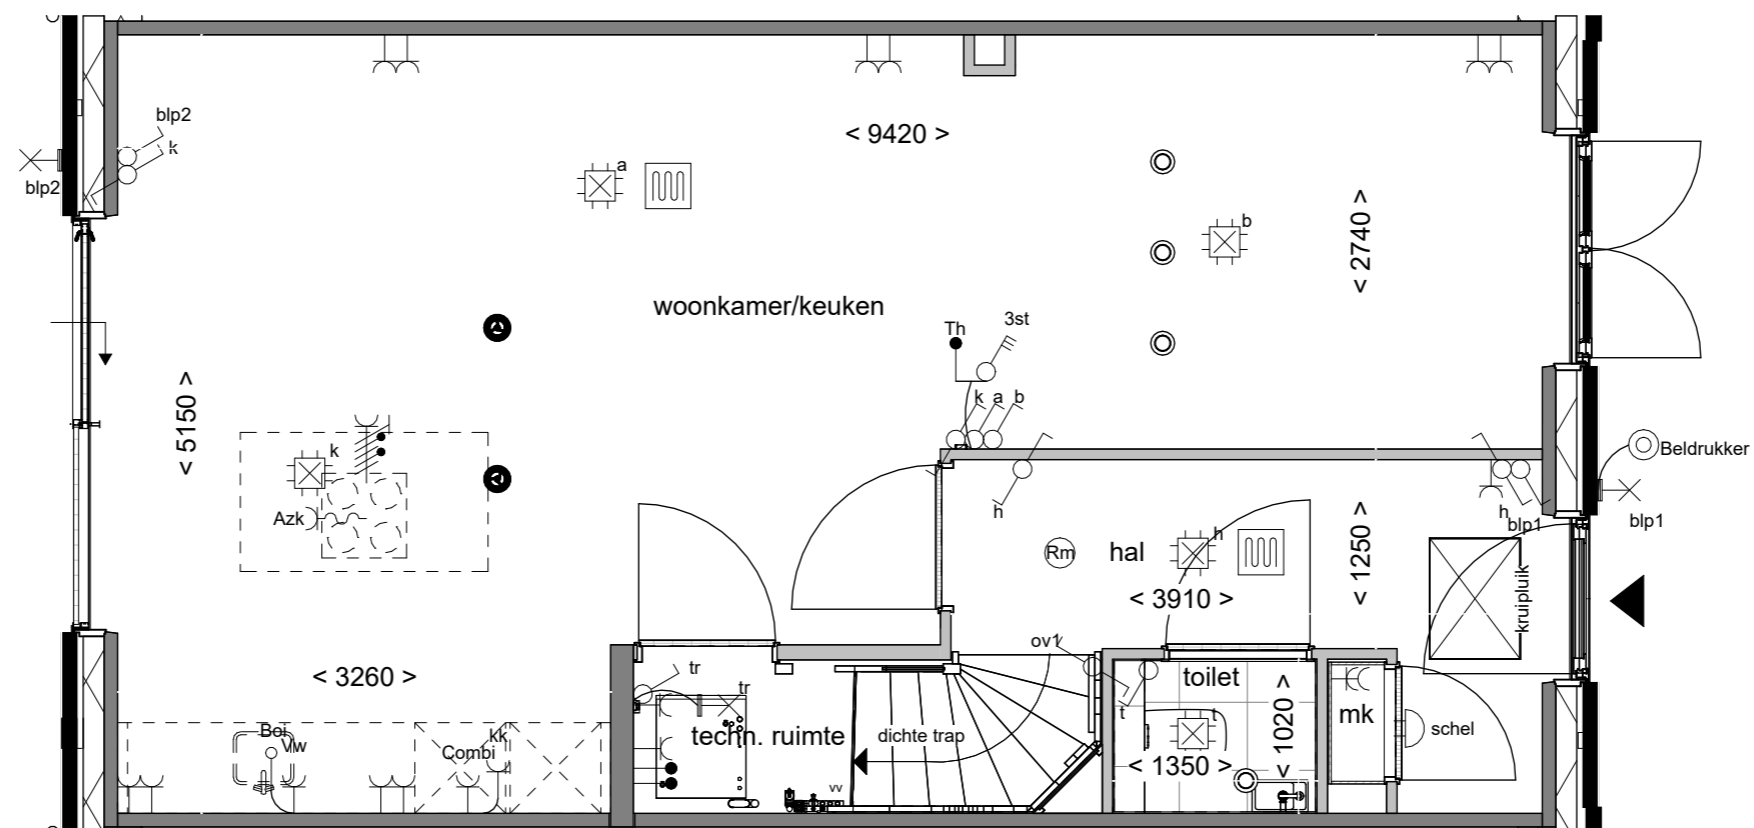 blp2
k
blp2
a
< 9420 >
b
< 2740 >
woonkamer/keuken
Th
3st
k a b
< 5150 >
k
Azk
h
Beldrukker
h
blp1
blp1
Rm
hal
h
< 3910 >
< 1250 >
kruipluik
< 3260 >
tr
tr
ov1
toilet
t
t
< 1020 >
< 1350 >
mk
schel
techn. ruimte
dichte trap
vv
Boi
Vw
Combi
kk